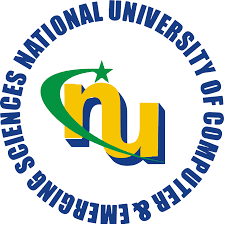 NATIONAL UNIVERSITY OF COMPUTER & EMERGING SCIENCES
nu